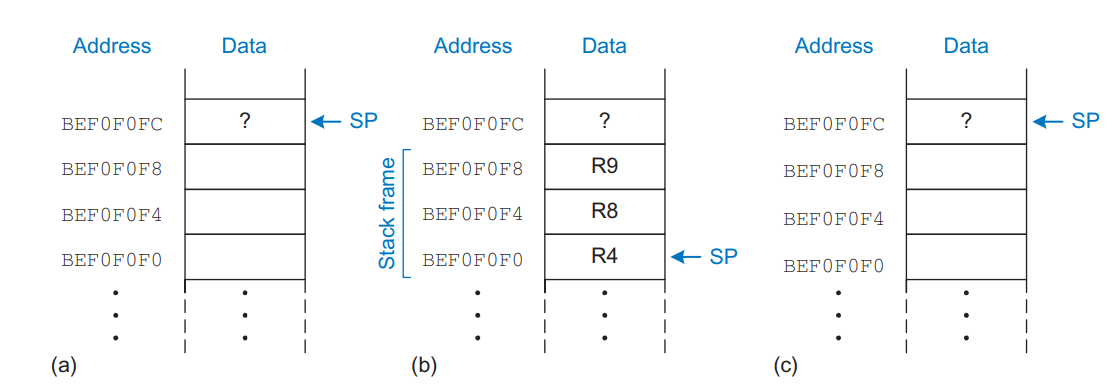 Address Data Address Data Address Data
BEF0F0FC ? SP BEF0F0FC ? BEF0F0FC ? SP
BEF0F0F8 BEF0F0F8 R9 BEF0F0F8
BEF0F0F4 BEF0F0F4 R8 BEF0F0F4
BEF0F0F0 BEF0F0F0 R4 SP BEF0F0F0
Stack frame
(a) (b) (c)